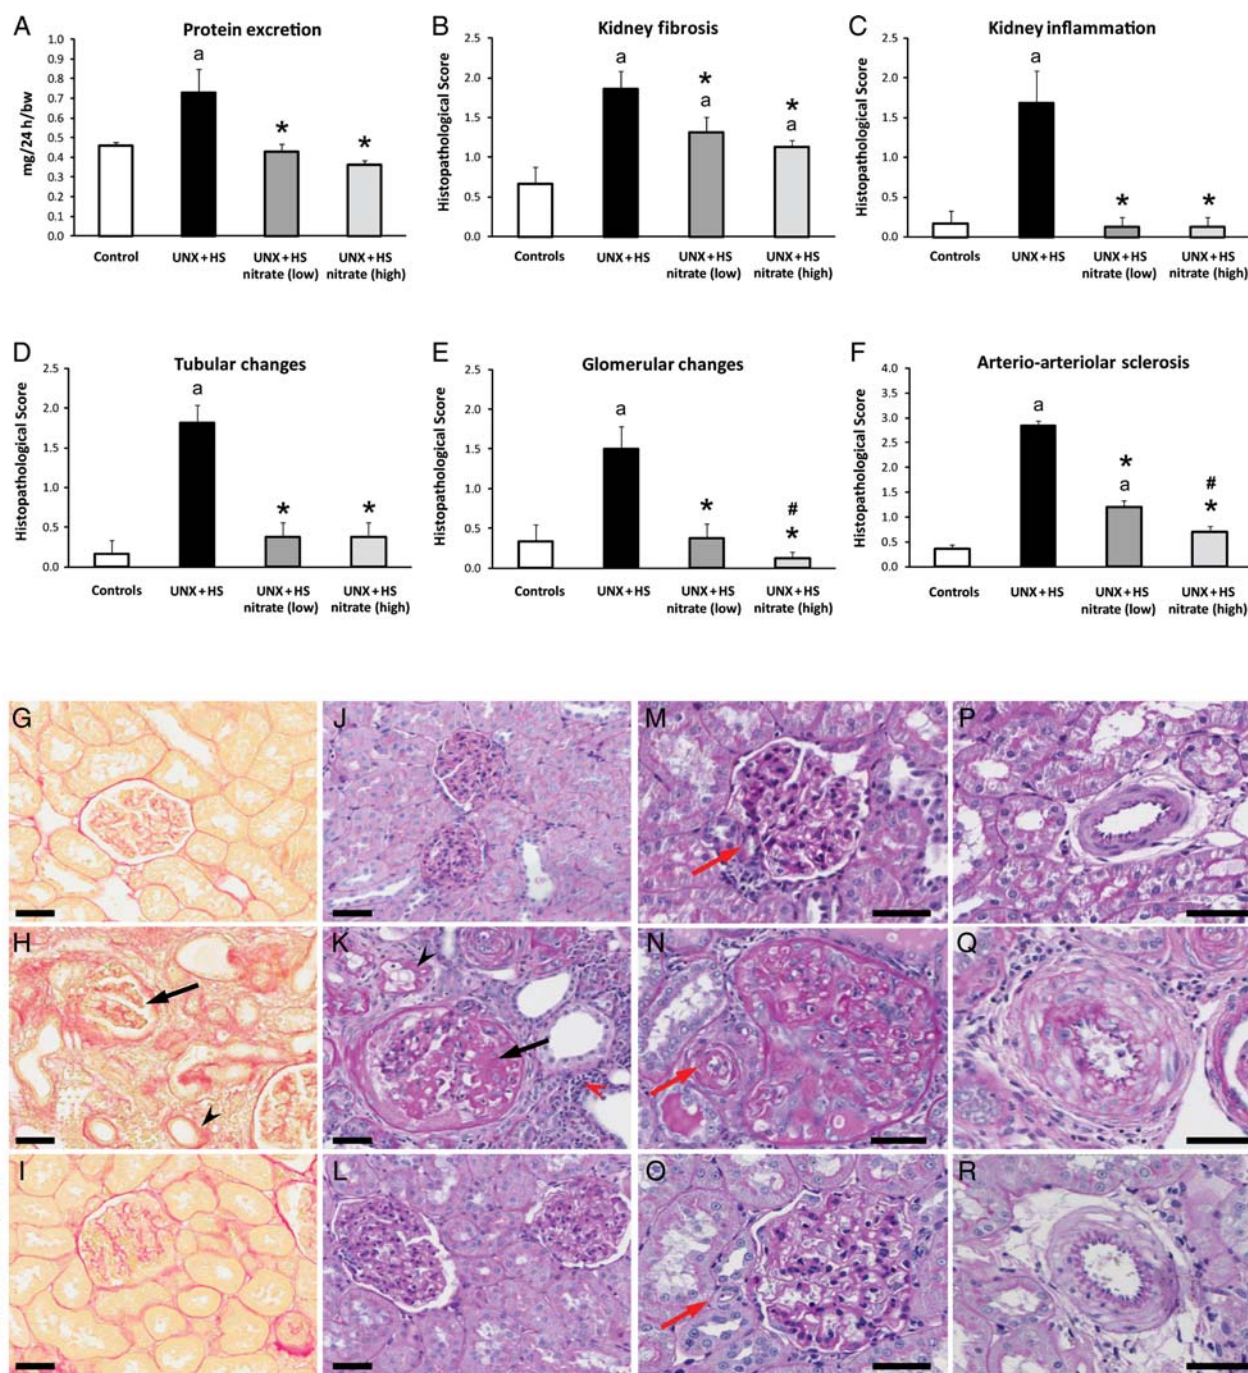 A
Protein excretion
mg/24 h/bw
1.0
0.9
0.8
0.7
0.6
0.5
0.4
0.3
0.2
0.1
0.0
a
*
*
Control
UNX+HS
UNX+HS nitrate (low)
UNX+HS nitrate (high)
B
Kidney fibrosis
Histopathological Score
2.5
2.0
1.5
1.0
0.5
0.0
a
*
a
*
a
Controls
UNX+HS
UNX+HS nitrate (low)
UNX+HS nitrate (high)
C
Kidney inflammation
Histopathological Score
2.5
2.0
1.5
1.0
0.5
0.0
a
*
*
Controls
UNX+HS
UNX+HS nitrate (low)
UNX+HS nitrate (high)
D
Tubular changes
Histopathological Score
2.5
2.0
1.5
1.0
0.5
0.0
a
*
*
Controls
UNX+HS
UNX+HS nitrate (low)
UNX+HS nitrate (high)
E
Glomerular changes
Histopathological Score
2.5
2.0
1.5
1.0
0.5
0.0
a
*
#
*
Controls
UNX+HS
UNX+HS nitrate (low)
UNX+HS nitrate (high)
F
Arterio-arteriolar sclerosis
Histopathological Score
4.0
3.5
3.0
2.5
2.0
1.5
1.0
0.5
0.0
a
*
a
#
*
Controls
UNX+HS
UNX+HS nitrate (low)
UNX+HS nitrate (high)
G
J
M
P
H
K
N
Q
I
L
O
R